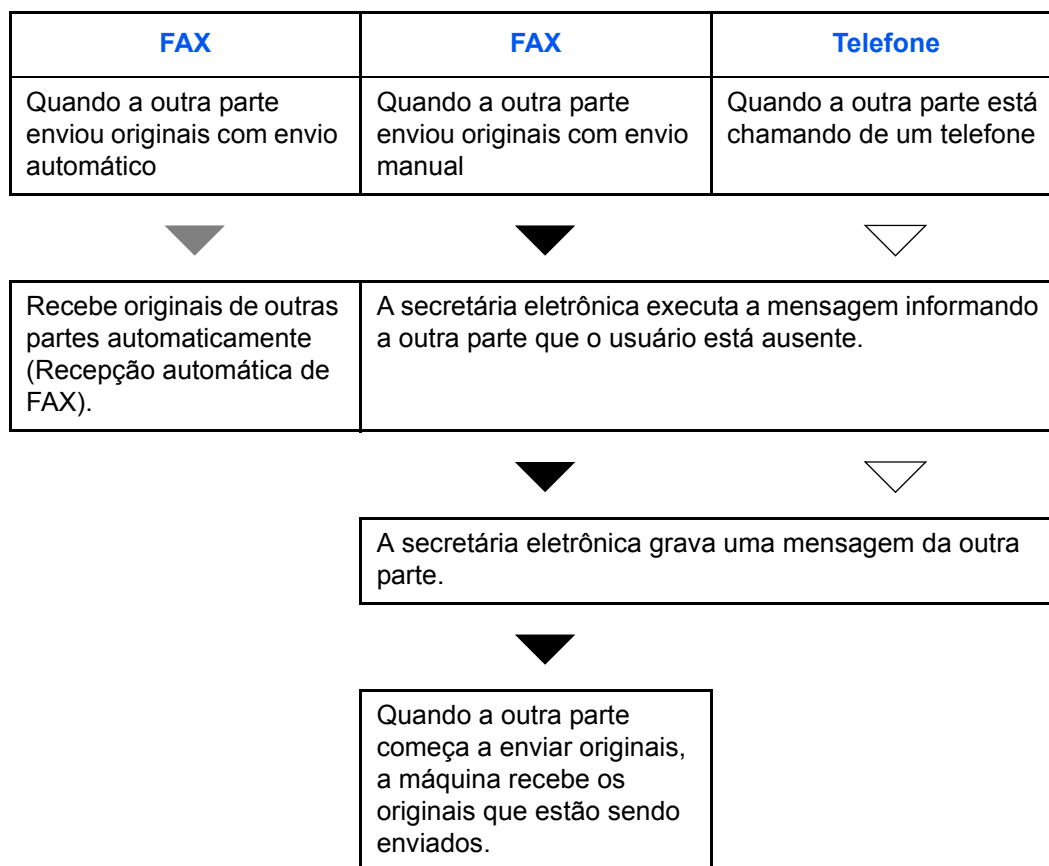 FAX
FAX
Telefone
Quando a outra parte
enviou originais com envio
automático
Quando a outra parte
enviou originais com envio
manual
Quando a outra parte está
chamando de um telefone
Recebe originais de outras
partes automaticamente
(Recepção automática de
FAX).
A secretária eletrônica executa a mensagem informando
a outra parte que o usuário está ausente.
A secretária eletrônica grava uma mensagem da outra
parte.
Quando a outra parte
começa a enviar originais,
a máquina recebe os
originais que estão sendo
enviados.